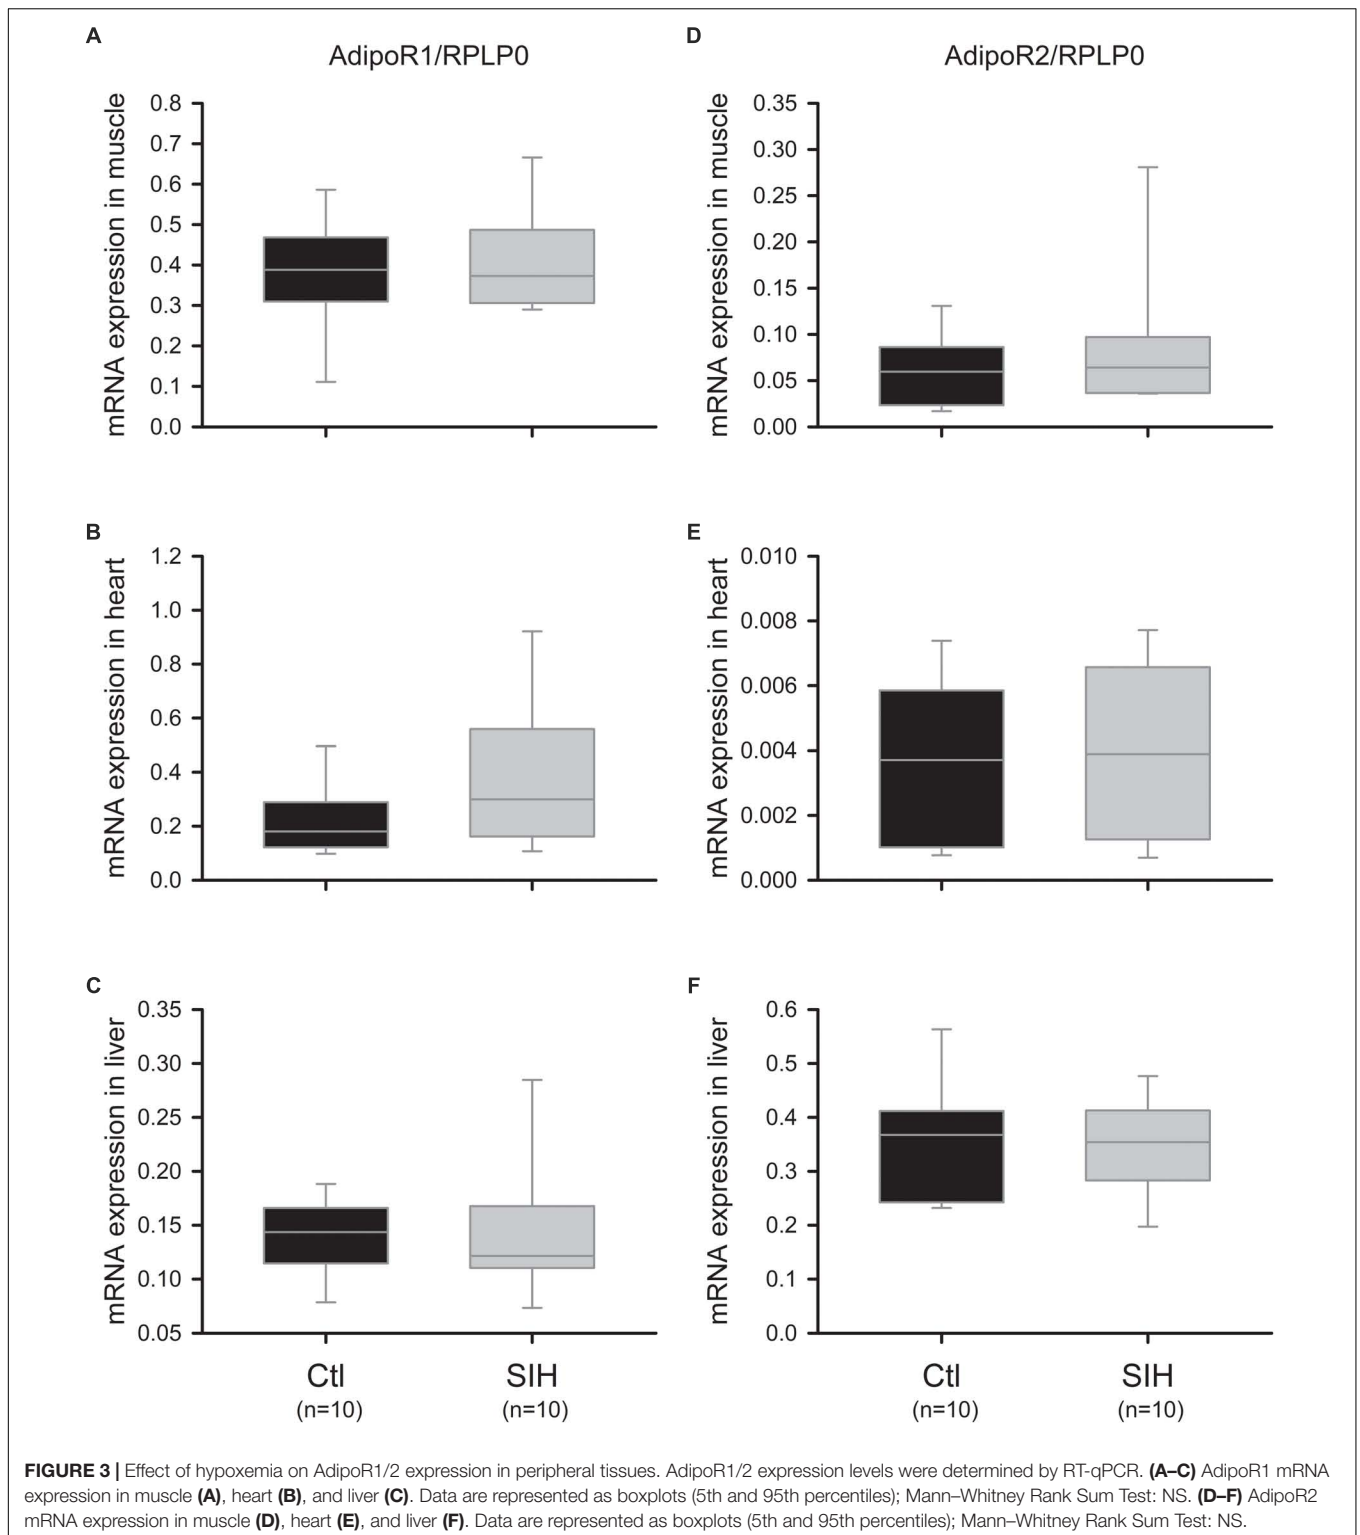 A
AdipoR1/RPLP0
mRNA expression in muscle
0.8
0.7
0.6
0.5
0.4
0.3
0.2
0.1
0.0
D
AdipoR2/RPLP0
mRNA expression in muscle
0.35
0.30
0.25
0.20
0.15
0.10
0.05
0.00
B
mRNA expression in heart
1.2
1.0
0.8
0.6
0.4
0.2
0.0
E
mRNA expression in heart
0.010
0.008
0.006
0.004
0.002
0.000
C
mRNA expression in liver
0.35
0.30
0.25
0.20
0.15
0.10
0.05
Ctl
(n=10)
SIH
(n=10)
F
mRNA expression in liver
0.6
0.5
0.4
0.3
0.2
0.1
0.0
Ctl
(n=10)
SIH
(n=10)
FIGURE 3 | Effect of hypoxemia on AdipoR1/2 expression in peripheral tissues. AdipoR1/2 expression levels were determined by RT-qPCR. (A–C) AdipoR1 mRNA
expression in muscle (A), heart (B), and liver (C). Data are represented as boxplots (5th and 95th percentiles); Mann–Whitney Rank Sum Test: NS. (D–F) AdipoR2
mRNA expression in muscle (D), heart (E), and liver (F). Data are represented as boxplots (5th and 95th percentiles); Mann–Whitney Rank Sum Test: NS.